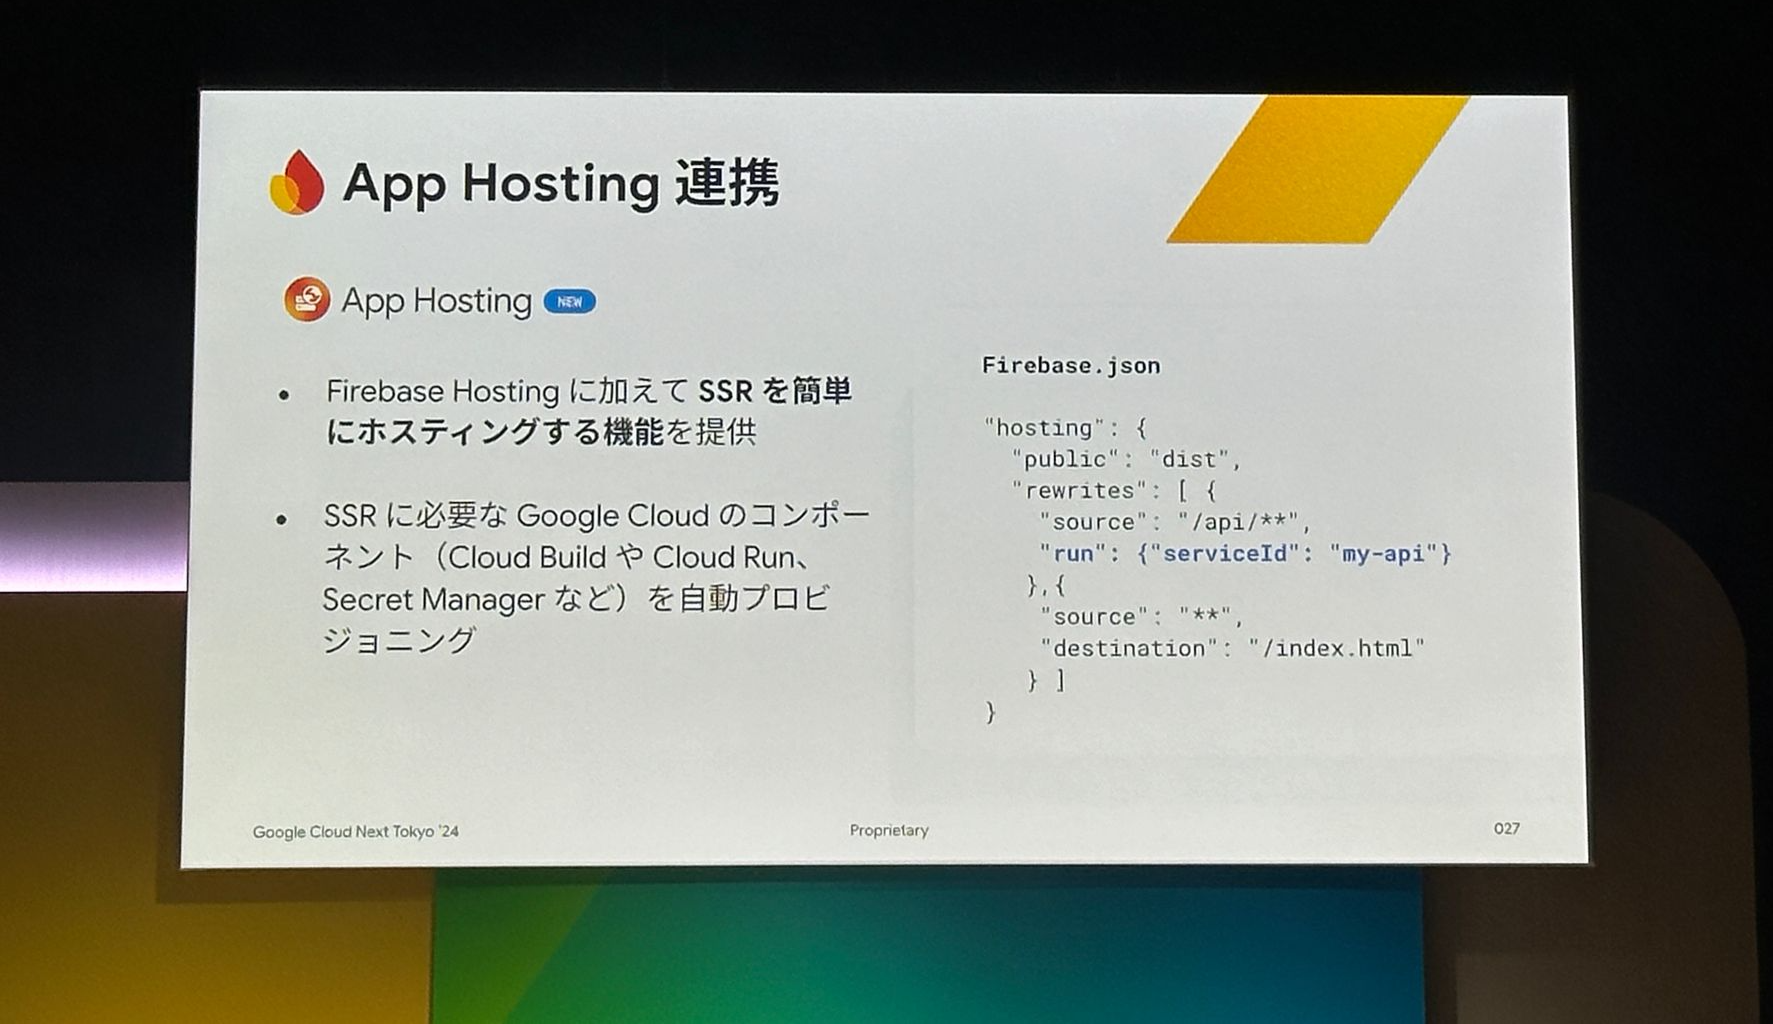 App Hosting 連携
App Hosting NEW
• Firebase Hosting に加えて SSR を簡単
にホスティングする機能を提供
• SSR に必要な Google Cloud のコンポー
ネント（Cloud Build や Cloud Run、
Secret Manager など）を自動プロビ
ジョニング
Firebase.json
"hosting": {
"public": "dist",
"rewrites": [ {
"source": "/api/**",
"run": {"serviceId": "my-api"}
},{
"source": "**",
"destination": "/index.html"
} ]
}
Google Cloud Next Tokyo '24
Proprietary
027